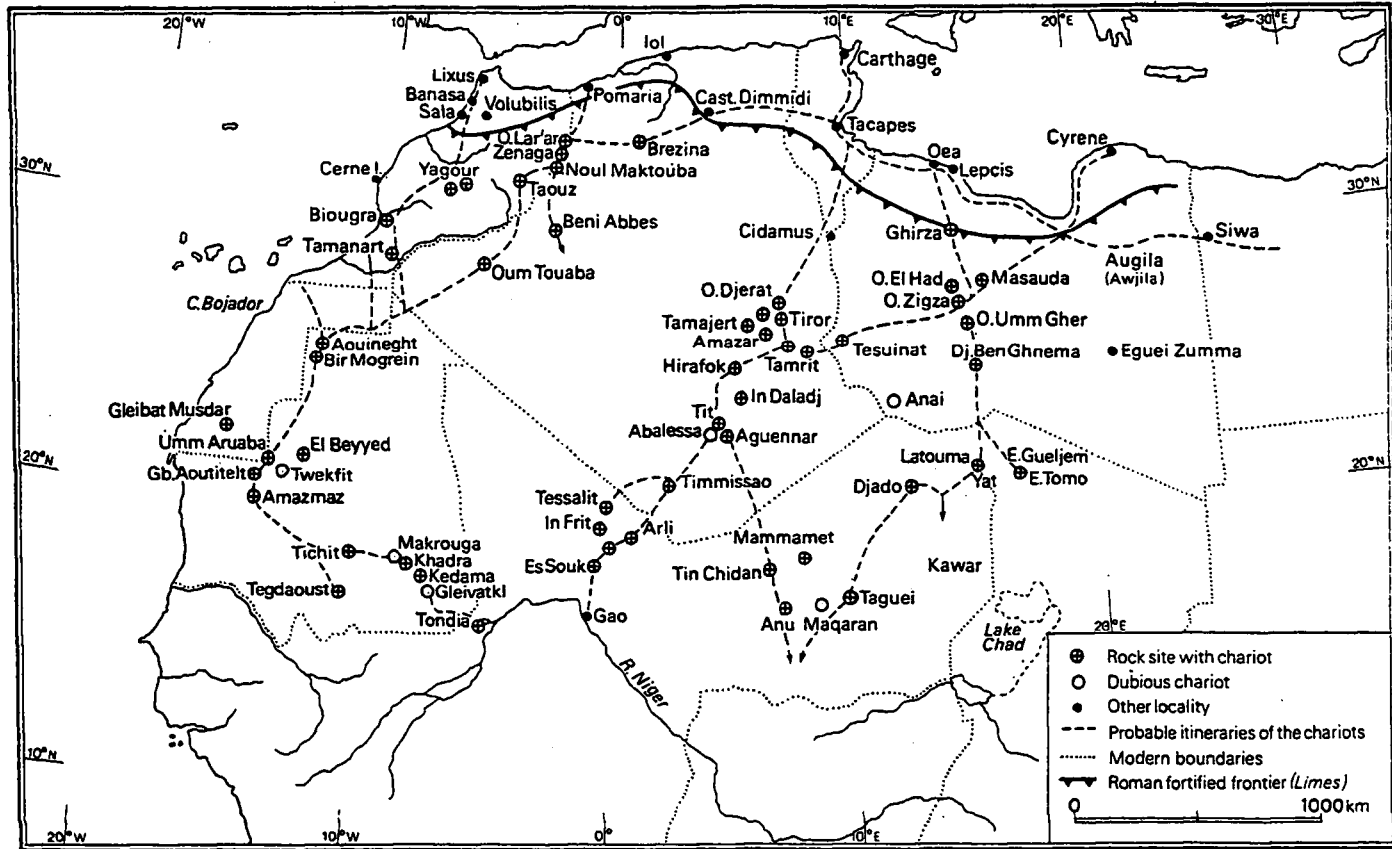 20°W
10°W
0°
10°E
20°E
30°E
Iol
Carthage
Lixus
Banasa
Sala
Volubilis
Pomaria
Cast. Dimmidi
Tacapes
O. Lar'ar
Zenaga
Brezina
Cyrene
Oea
Lepcis
30°N
30°N
Cerne !
Yagour
Noul Maktoûba
Taouz
Biougra
Beni Abbes
Cidamus
Ghirza
Siwa
Tamanart
Oum Touaba
Augila
(Awjila)
C. Bojador
O. Djerat
O. El Had
Masauda
O. Zigza
Tamajert
Tiror
O. Umm Gher
Amazar
Aouineght
Bir Mogrein
Tamrit
Tesuinat
Dj. Ben Ghnema
Eguei Zumma
Hirafok
In Daladj
Anai
Gleibat Musdar
Tit
Umm Aruaba
El Beyyed
Abalessa
Aguennar
20°N
20°N
Gb. Aoutitelt
Twekfit
Latouma
E. Gueljem
E. Tomo
Yat
Amazmaz
Timmissao
Djado
Tessalit
In Frit
Arli
Mammamet
Tichit
Makrouga
Khadra
Kedama
Gleivatkl
Es Souk
Tin Chidan
Kawar
Tegdaoust
Taguei
Tondia
Gao
Anu Maqaran
Lake
Chad
R. Niger
10°N
20°W
10°W
0°
10°E
20°E
Rock site with chariot
Dubious chariot
Other locality
Probable itineraries of the chariots
Modern boundaries
Roman fortified frontier (Limes)
0
1000 km